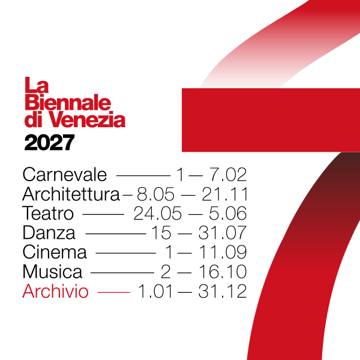 La
Biennale
di Venezia
2027
Carnevale — 1 — 7.02
Architettura – 8.05 — 21.11
Teatro — 24.05 — 5.06
Danza — 15 — 31.07
Cinema — 1 — 11.09
Musica — 2 — 16.10
Archivio — 1.01 — 31.12